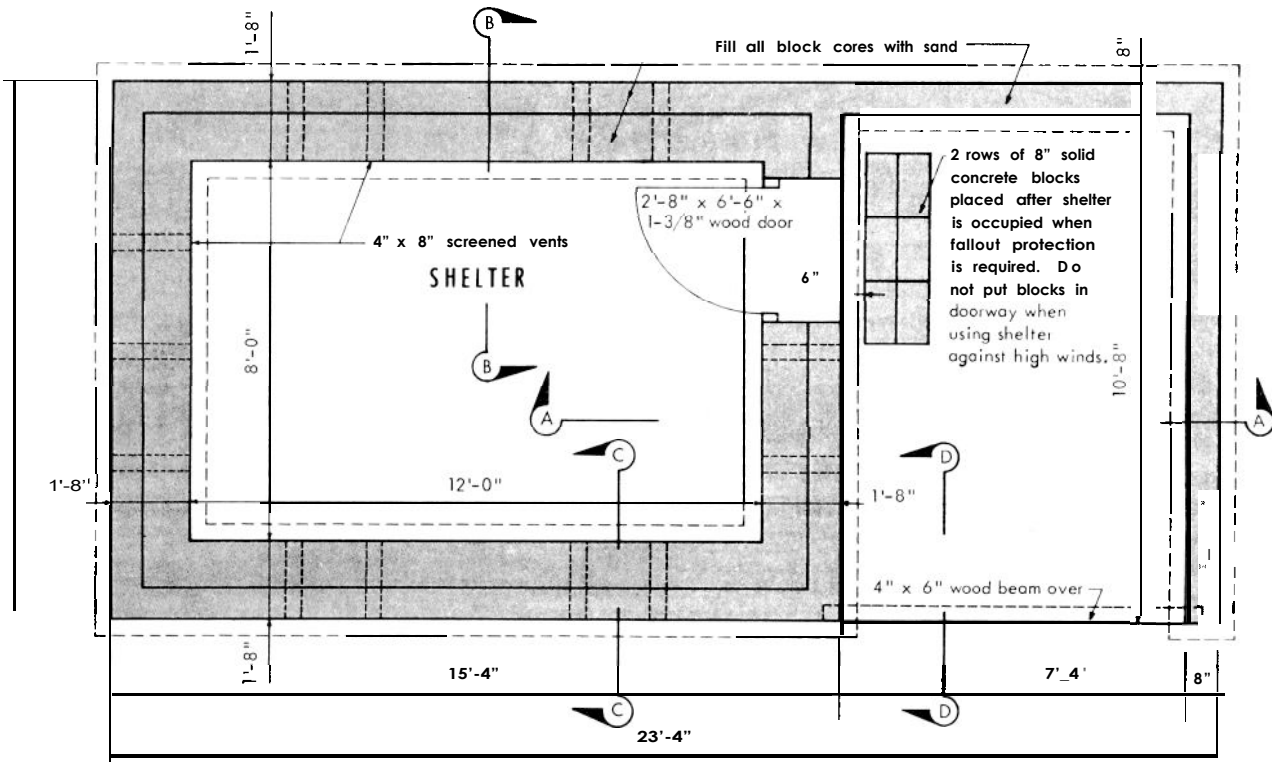 1'-8"
B
Fill all block cores with sand
8"
2 rows of 8" solid
concrete blocks
placed after shelter
is occupied when
fallout protection
is required. Do
not put blocks in
doorway when
using shelter
against high winds.
2'-8" x 6'-6" x
1-3/8" wood door
4" x 8" screened vents
SHELTER
6"
8'-0"
B
A
10'-8"
A
C
D
1'-8"
12'-0"
1'-8"
4" x 6" wood beam over
1'-8"
15'-4"
7'_4'
8"
C
D
23'-4"